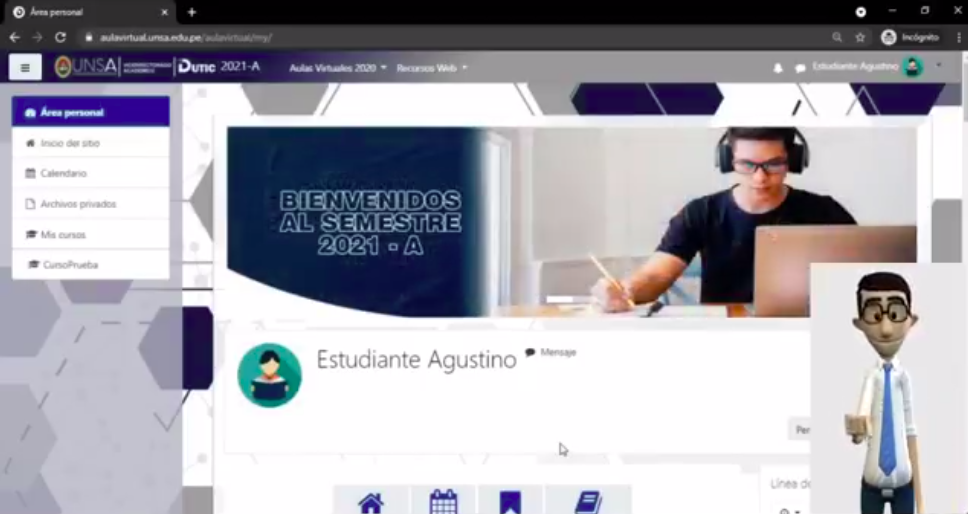 Área personal
aulavirtual.unsa.edu.pe/aulavirtual/my/
Incógnito
UNSA
DUTIC 2021-A
Aulas Virtuales 2020
Recursos Web
Estudiante Agustino
Área personal
Inicio del sitio
Calendario
Archivos privados
Mis cursos
CursoPrueba
BIENVENIDOS
AL SEMESTRE
2021 - A
Estudiante Agustino
Mensaje
Per
Línea de